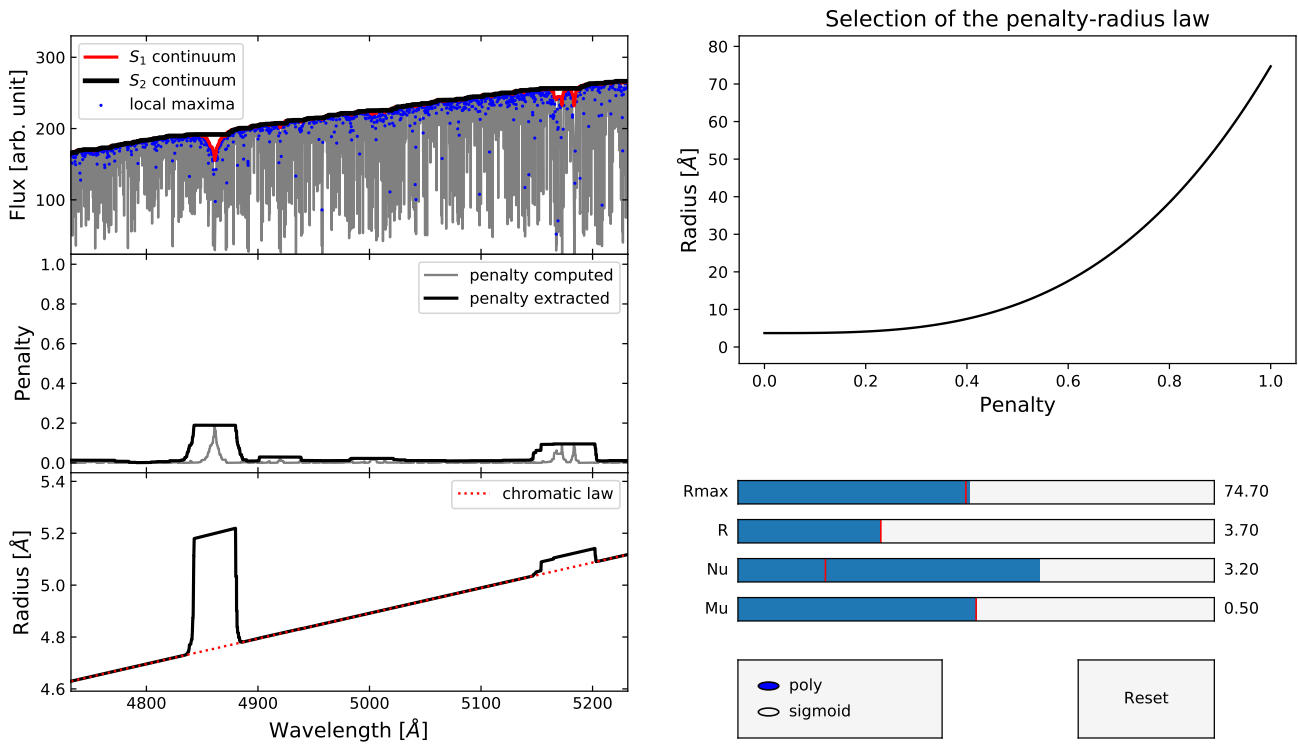 Flux [arb. unit]
300
200
100
S1 continuum
S2 continuum
local maxima
Penalty
1.0
0.8
0.6
0.4
0.2
0.0
penalty computed
penalty extracted
Radius [Å]
5.4
5.2
5.0
4.8
4.6
chromatic law
4800
4900
5000
5100
5200
Wavelength [Å]
Selection of the penalty-radius law
Radius [Å]
80
70
60
50
40
30
20
10
0
0.0
0.2
0.4
0.6
0.8
1.0
Penalty
Rmax 74.70
R 3.70
Nu 3.20
Mu 0.50
poly
sigmoid
Reset